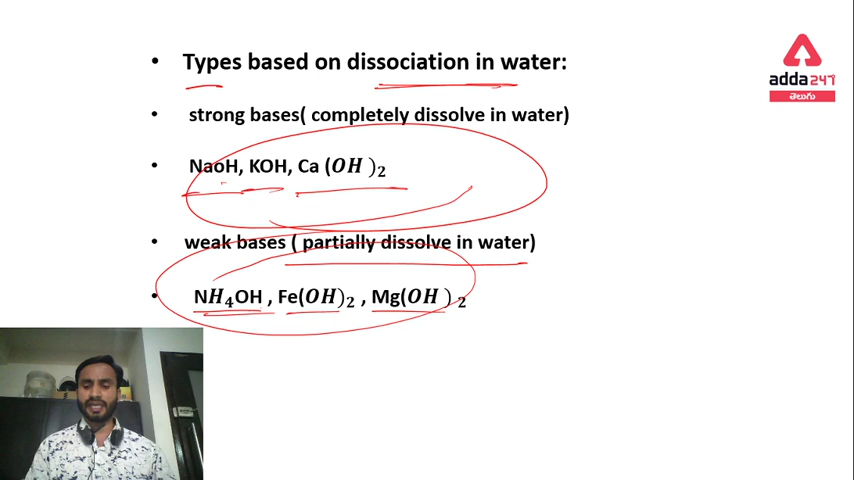 Types based on dissociation in water:
strong bases( completely dissolve in water)
NaoH, KOH, Ca (OH )₂
weak bases ( partially dissolve in water)
NH₄OH , Fe(OH)₂ , Mg(OH ) ₂
adda247
తెలుగు